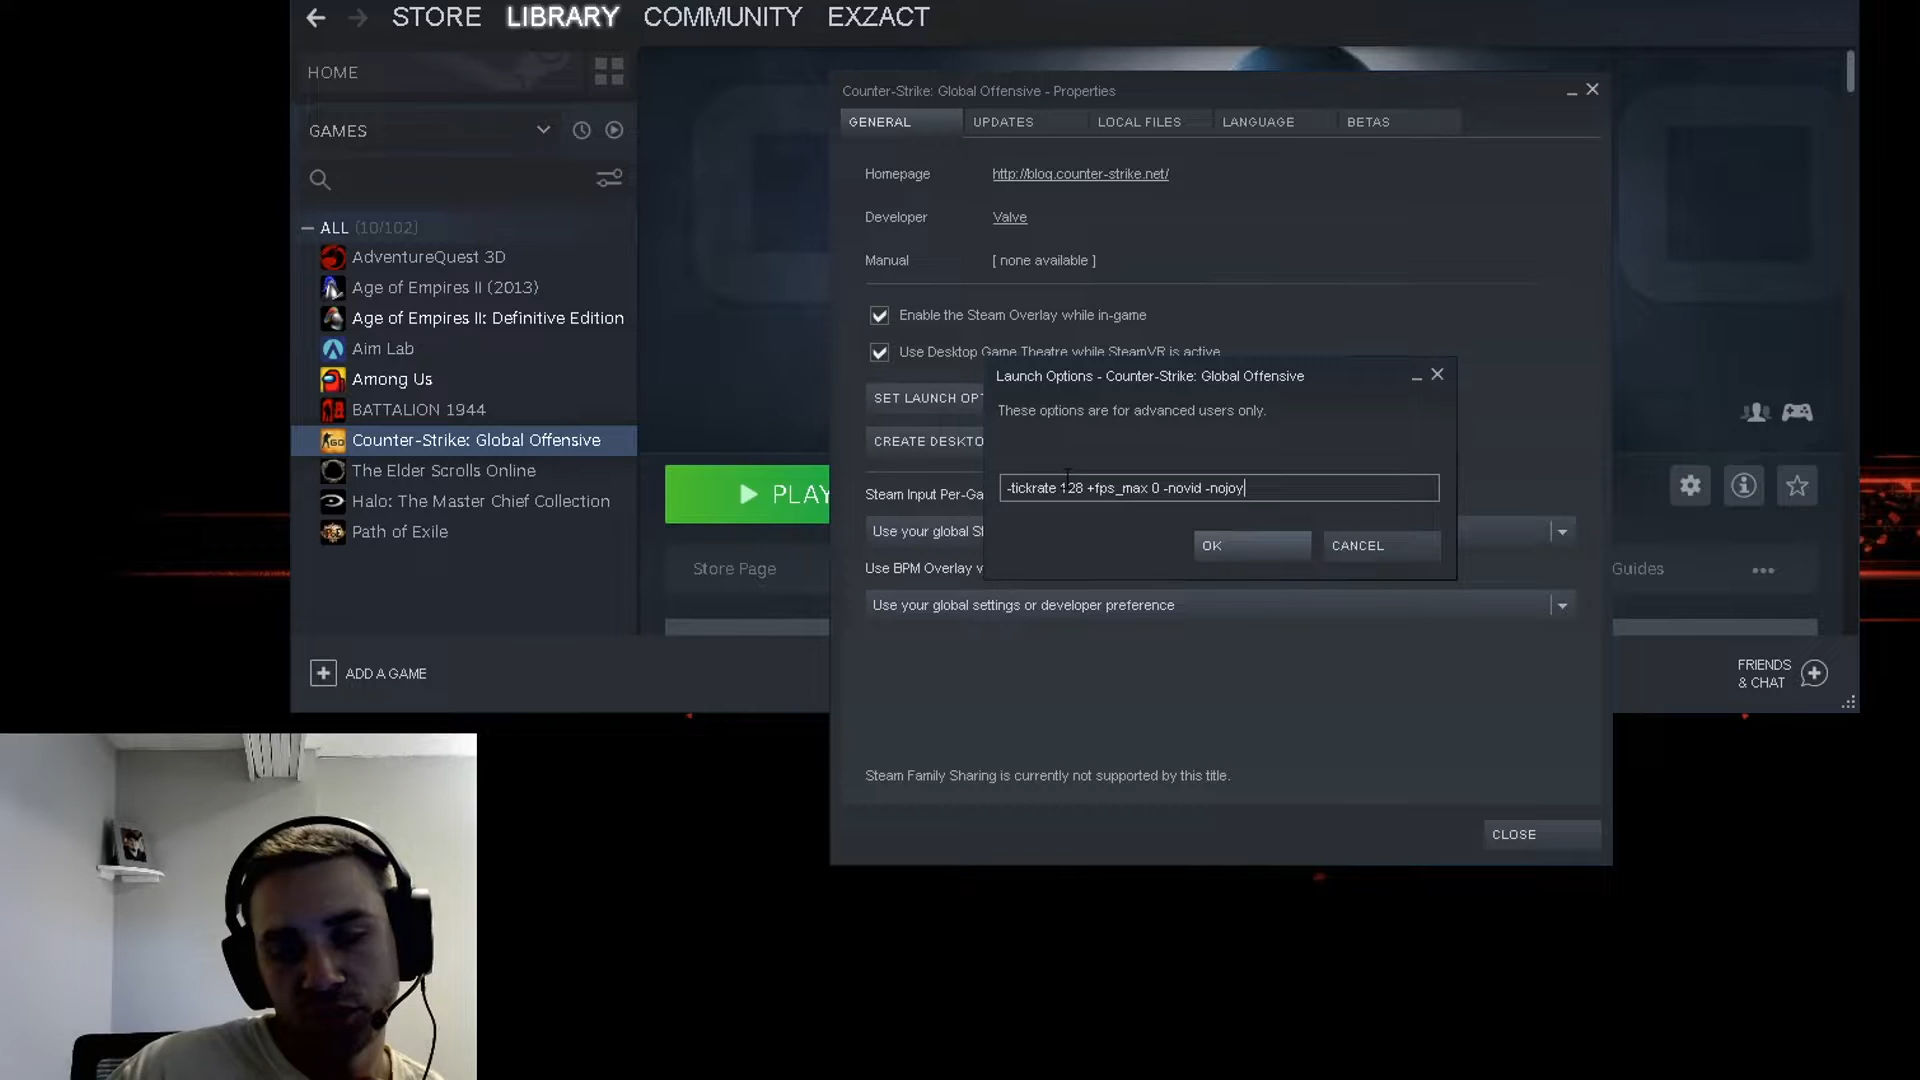 STORE LIBRARY COMMUNITY EXZACT
HOME
GAMES
ALL (10/102)
AdventureQuest 3D
Age of Empires II (2013)
Age of Empires II: Definitive Edition
Aim Lab
Among Us
BATTALION 1944
Counter-Strike: Global Offensive
The Elder Scrolls Online
Halo: The Master Chief Collection
Path of Exile
ADD A GAME
PLAY
Store Page
Guides
FRIENDS
& CHAT
Counter-Strike: Global Offensive - Properties
GENERAL UPDATES LOCAL FILES LANGUAGE BETAS
Homepage http://blog.counter-strike.net/
Developer Valve
Manual [ none available ]
Enable the Steam Overlay while in-game
Use Desktop Game Theatre while SteamVR is active
SET LAUNCH OPT
CREATE DESKTO
Steam Input Per-Ga
Use your global St
Use BPM Overlay v
Use your global settings or developer preference
Steam Family Sharing is currently not supported by this title.
CLOSE
Launch Options - Counter-Strike: Global Offensive
These options are for advanced users only.
-tickrate 128 +fps_max 0 -novid -nojoy
OK CANCEL